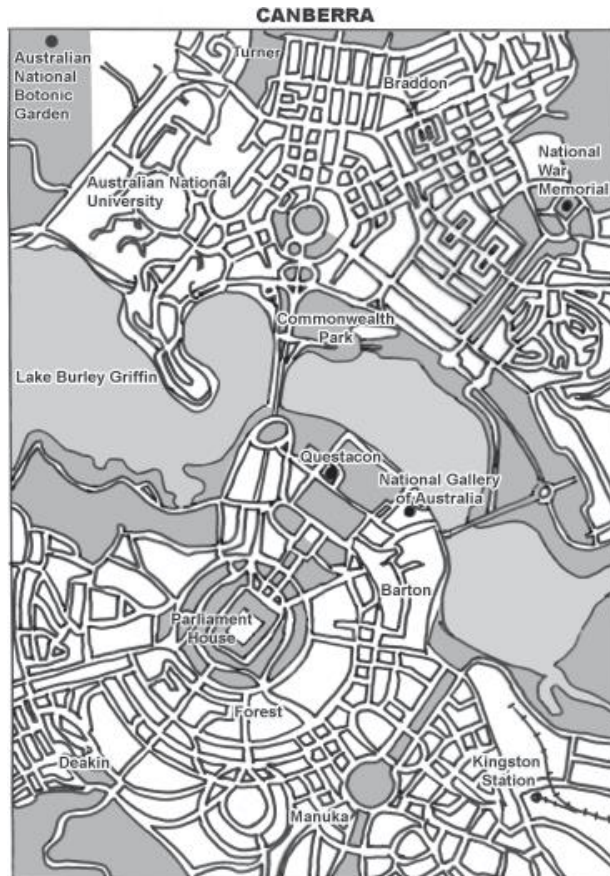 CANBERRA
Australian
National
Botonic
Garden
Turner
Braddon
National
War
Memorial
Australian National
University
Commonwealth
Park
Lake Burley Griffin
Questacon
National Gallery
of Australia
Barton
Parliament
House
Forest
Deakin
Kingston
Station
Manuka